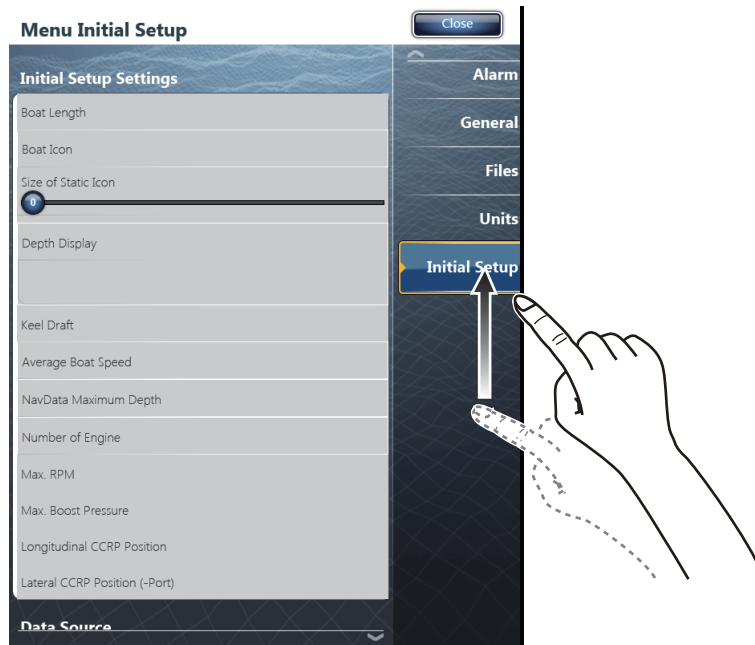 Menu Initial Setup
Close
Initial Setup Settings
Boat Length
Boat Icon
Size of Static Icon
0
Depth Display
Keel Draft
Average Boat Speed
NavData Maximum Depth
Number of Engine
Max. RPM
Max. Boost Pressure
Longitudinal CCRP Position
Lateral CCRP Position (-Port)
Data Source
Alarm
General
Files
Units
Initial Setup